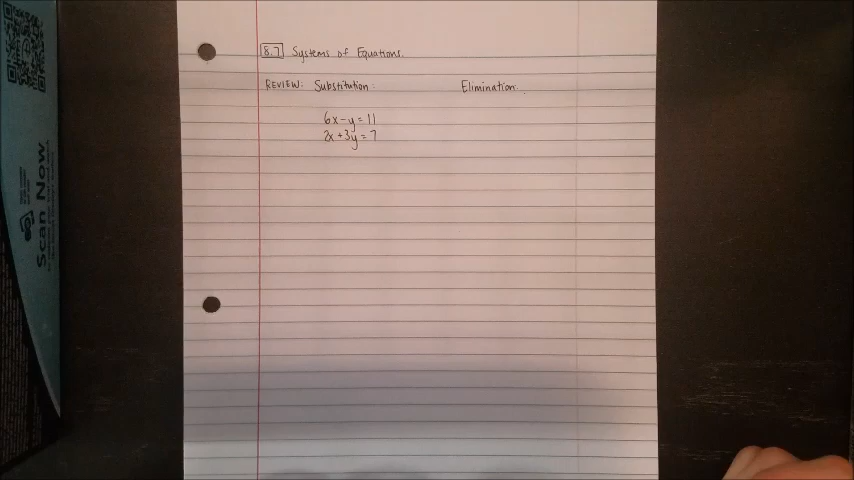 8.7 Systems of Equations.
REVIEW: Substitution: Elimination:
6x-y=11
2x+3y=7
Scan Now